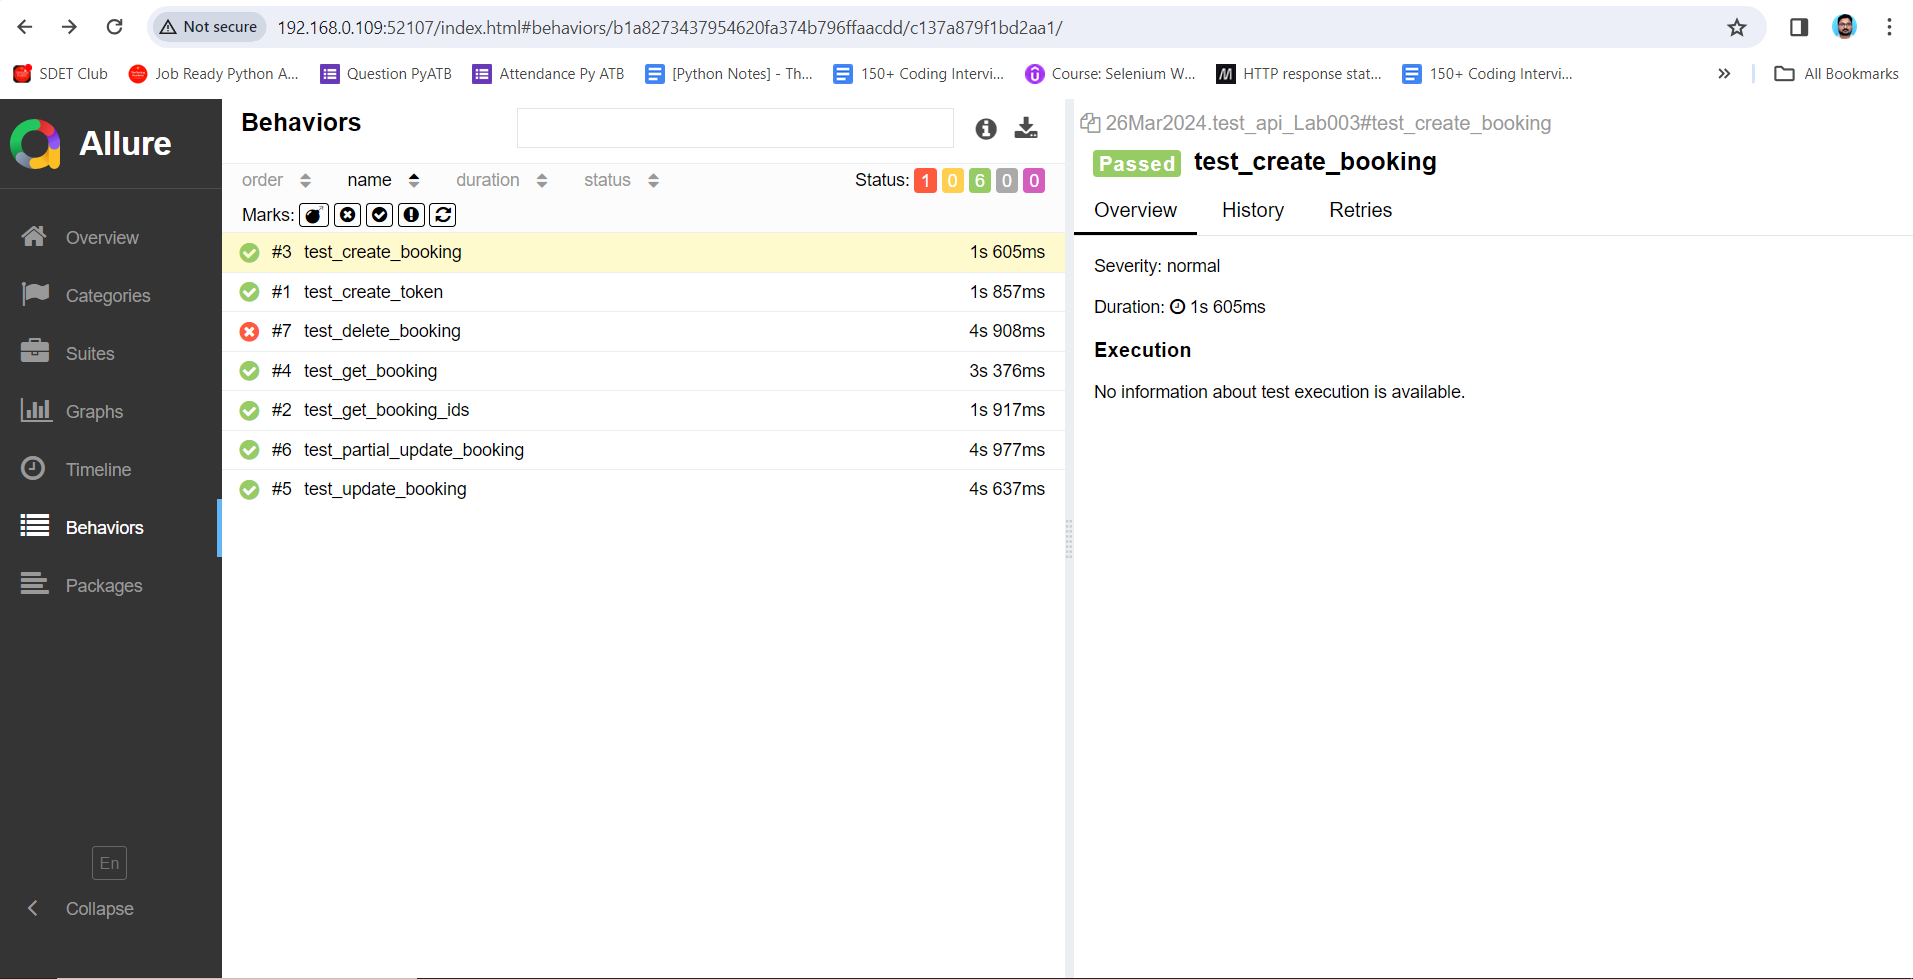 Not secure
192.168.0.109:52107/index.html#behaviors/b1a8273437954620fa374b796ffaacdd/c137a879f1bd2aa1/
SDET Club
Job Ready Python A...
Question PyATB
Attendance Py ATB
[Python Notes] - Th...
150+ Coding Intervi...
Course: Selenium W...
HTTP response stat...
150+ Coding Intervi...
All Bookmarks
Allure
Overview
Categories
Suites
Graphs
Timeline
Behaviors
Packages
En
Collapse
Behaviors
order name duration status Status: 1 0 6 0 0
Marks:
#3 test_create_booking 1s 605ms
#1 test_create_token 1s 857ms
#7 test_delete_booking 4s 908ms
#4 test_get_booking 3s 376ms
#2 test_get_booking_ids 1s 917ms
#6 test_partial_update_booking 4s 977ms
#5 test_update_booking 4s 637ms
26Mar2024.test_api_Lab003#test_create_booking
Passed test_create_booking
Overview History Retries
Severity: normal
Duration: 1s 605ms
Execution
No information about test execution is available.